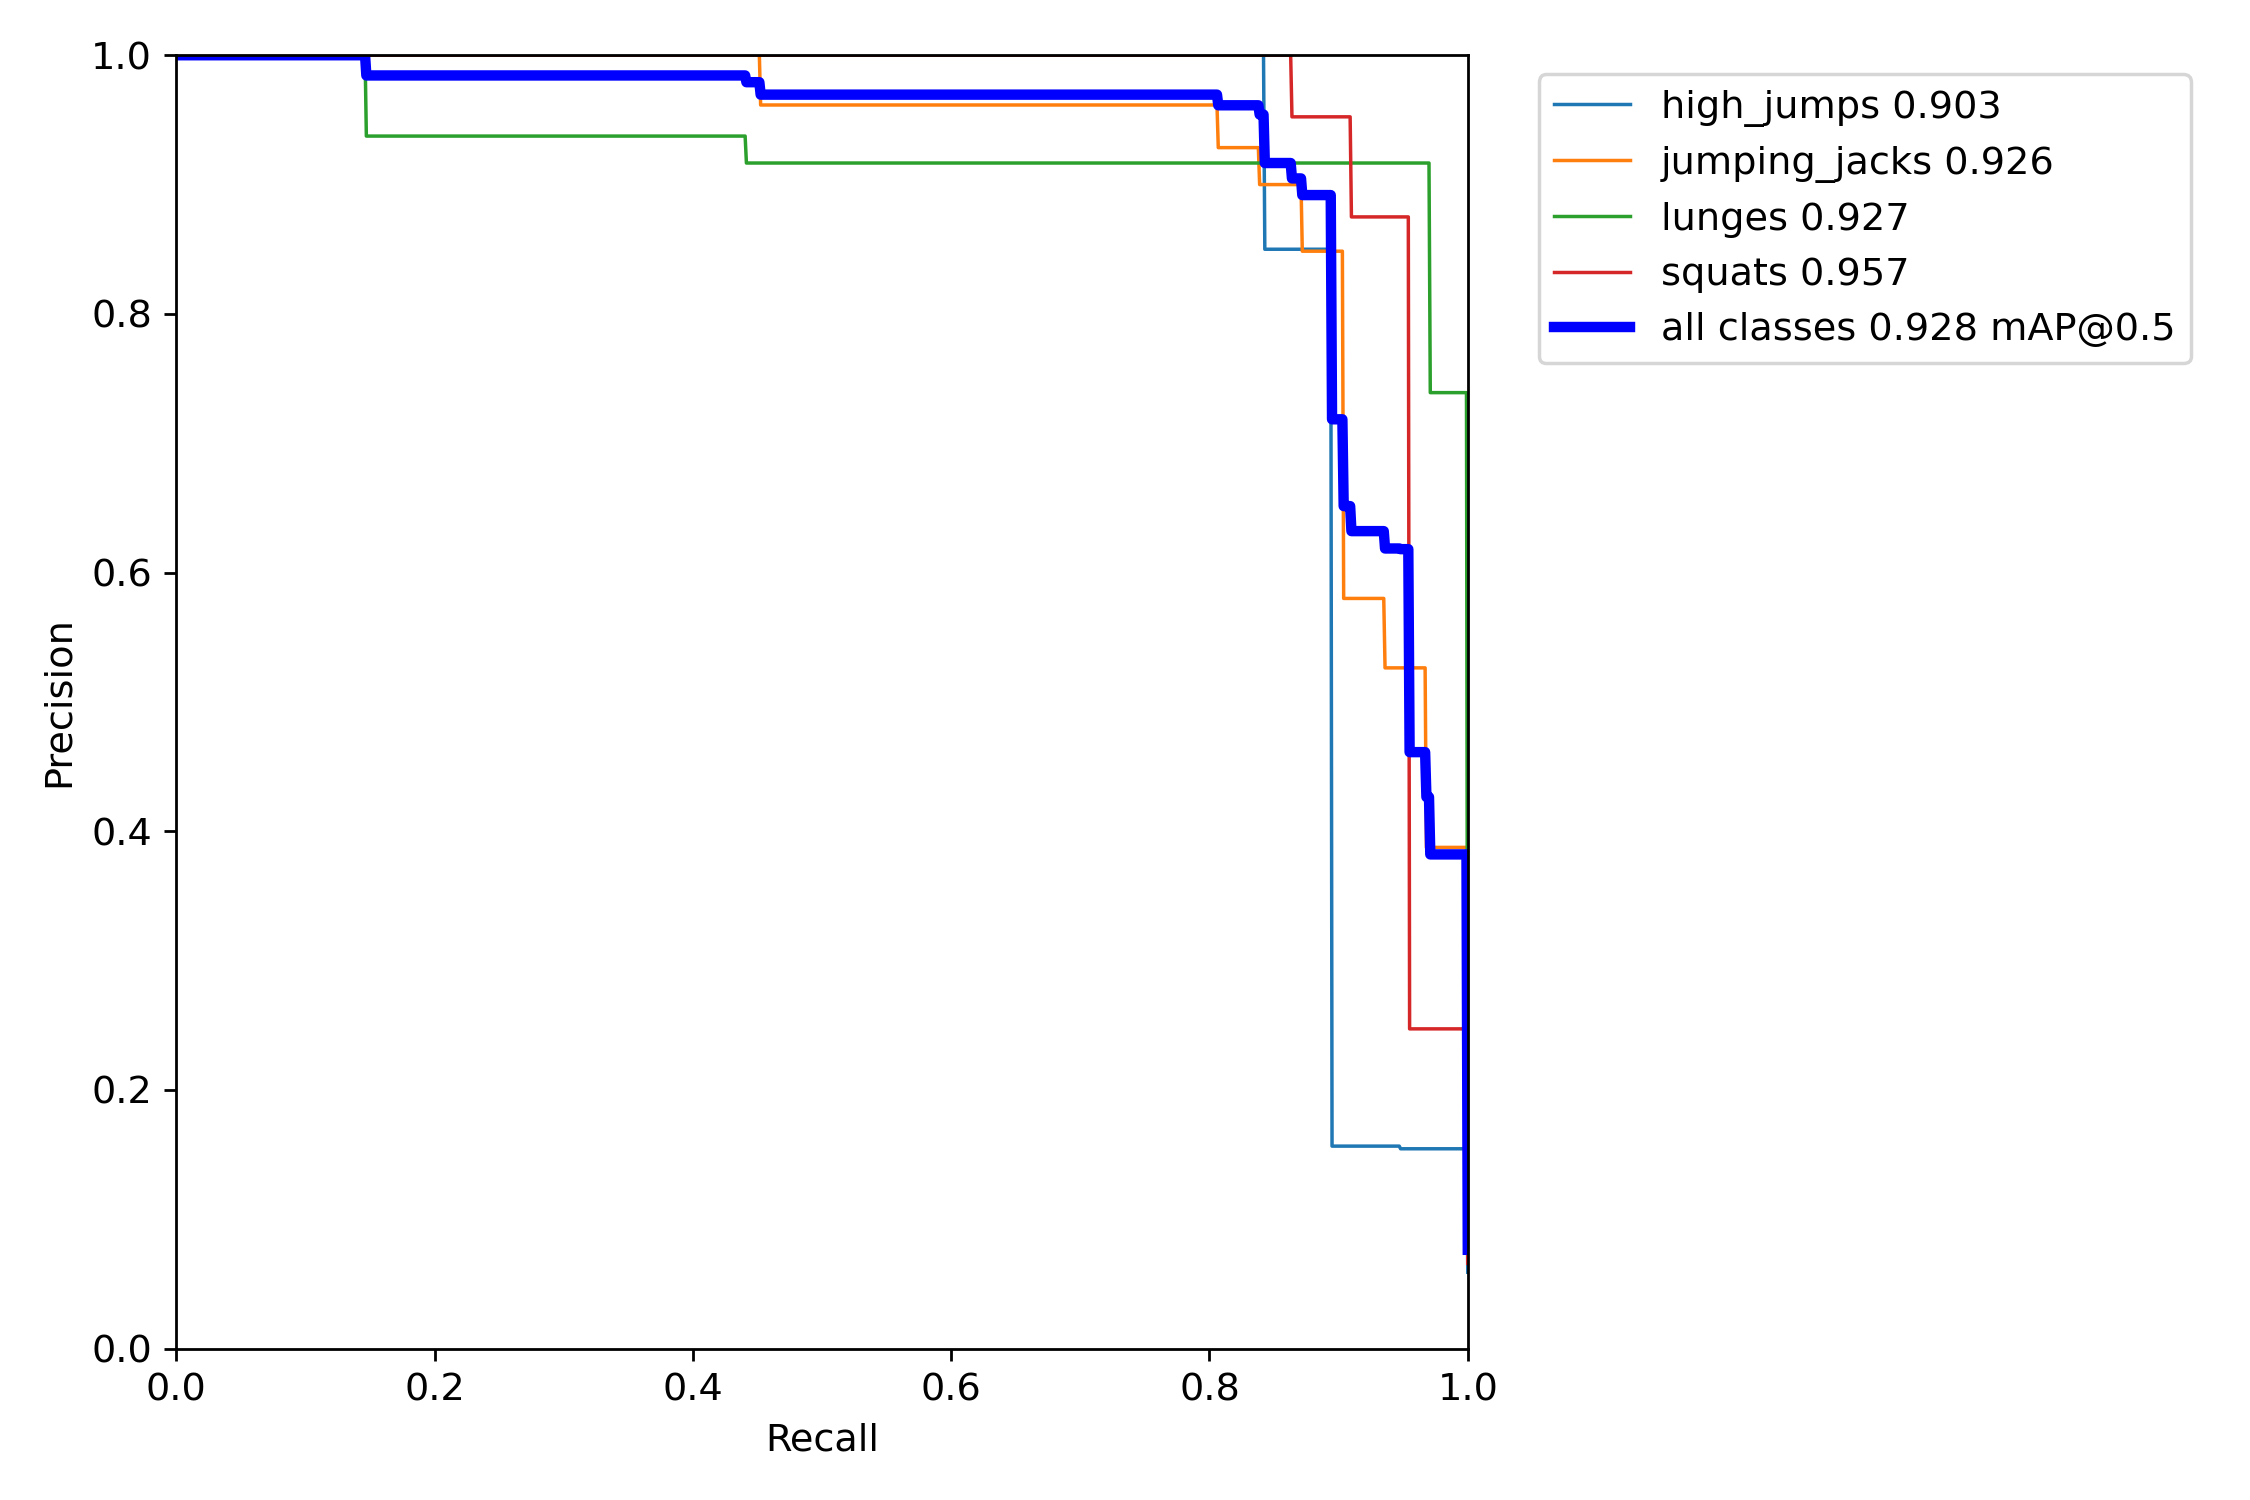 1.0
0.8
0.6
0.4
0.2
0.0
Precision
0.0 0.2 0.4 0.6 0.8 1.0
Recall
high_jumps 0.903
jumping_jacks 0.926
lunges 0.927
squats 0.957
all classes 0.928 mAP@0.5